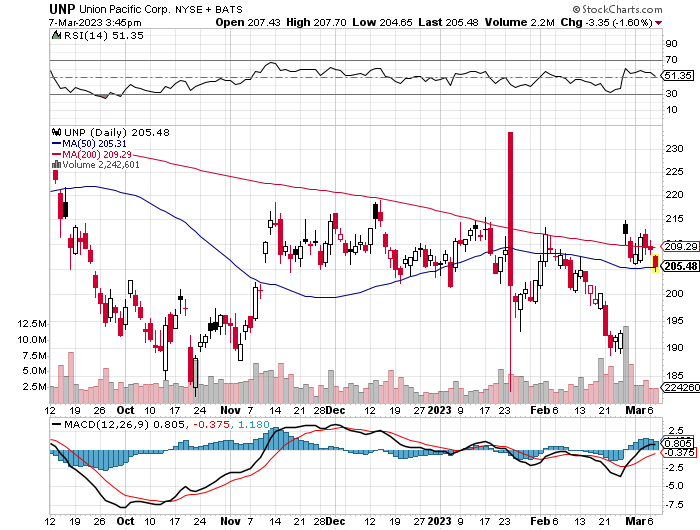 UNP Union Pacific Corp. NYSE + BATS © StockCharts.com
7-Mar-2023 3:45pm Open 207.43 High 207.70 Low 204.65 Last 205.48 Volume 2.2M Chg -3.35 (-1.60%)
RSI(14) 51.35
90
70
51.35
30
10
UNP (Daily) 205.48
MA(50) 205.31
MA(200) 209.29
Volume 2,242,601
230
225
220
215
209.29
205.48
200
195
190
185
2242601
12.5M
10.0M
7.5M
5.0M
2.5M
12 19 26 Oct 10 17 24 Nov 7 14 21 28 Dec 12 19 27 2023 9 17 23 Feb 6 13 21 Mar 6
MACD(12,26,9) 0.805, -0.375, 1.180
2.5
0.805
-0.375
-2.5
-5.0
-7.5
12 19 26 Oct 10 17 24 Nov 7 14 21 28 Dec 12 19 27 2023 9 17 23 Feb 6 13 21 Mar 6